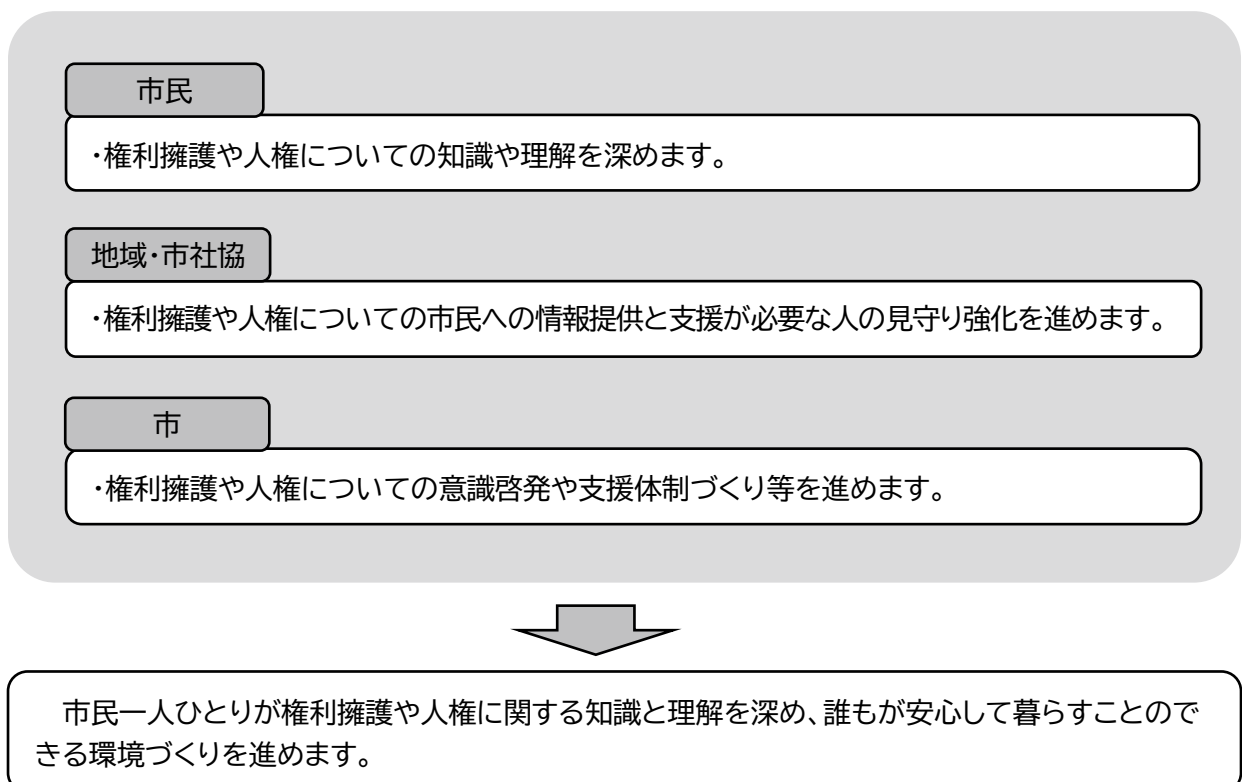 市民
・権利擁護や人権についての知識や理解を深めます。
地域・市社協
・権利擁護や人権についての市民への情報提供と支援が必要な人の見守り強化を進めます。
市
・権利擁護や人権についての意識啓発や支援体制づくり等を進めます。
市民一人ひとりが権利擁護や人権に関する知識と理解を深め、誰もが安心して暮らすことので
きる環境づくりを進めます。